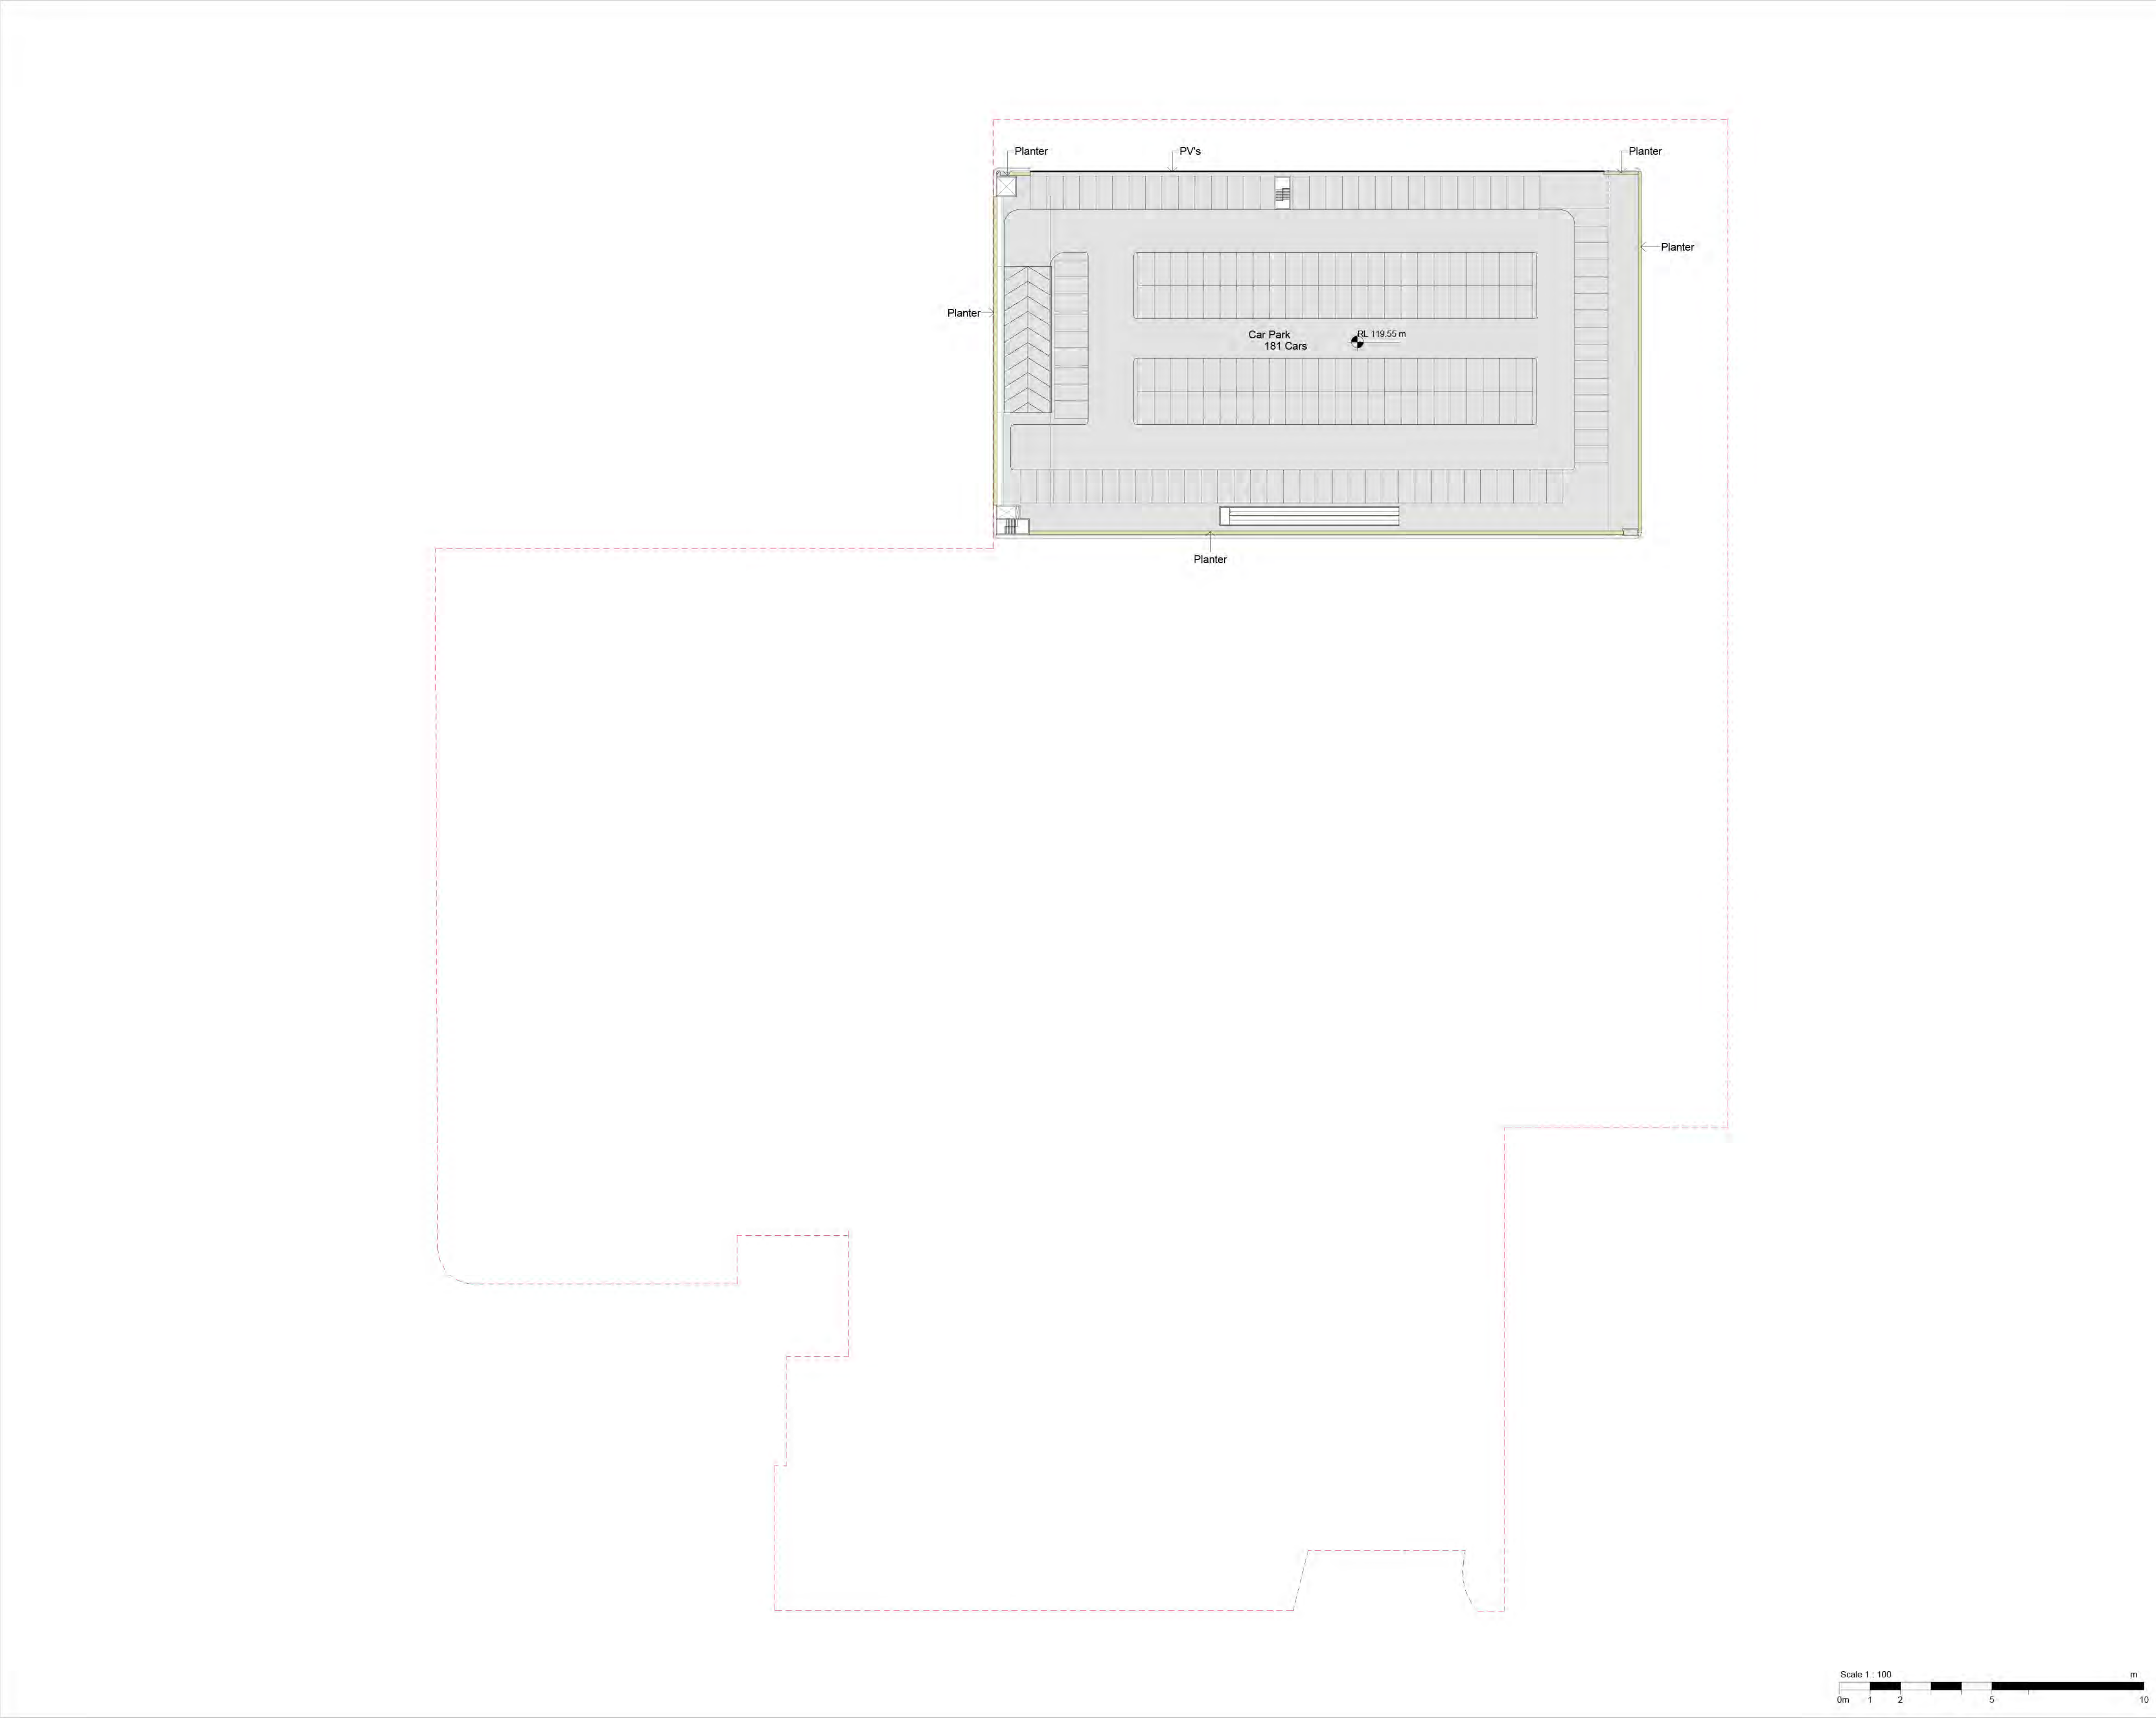 Planter
PV's
Planter
Planter
Planter
Car Park
181 Cars
RL 119.55 m
Planter
Scale 1 : 100
m
0m 1 2 5 10